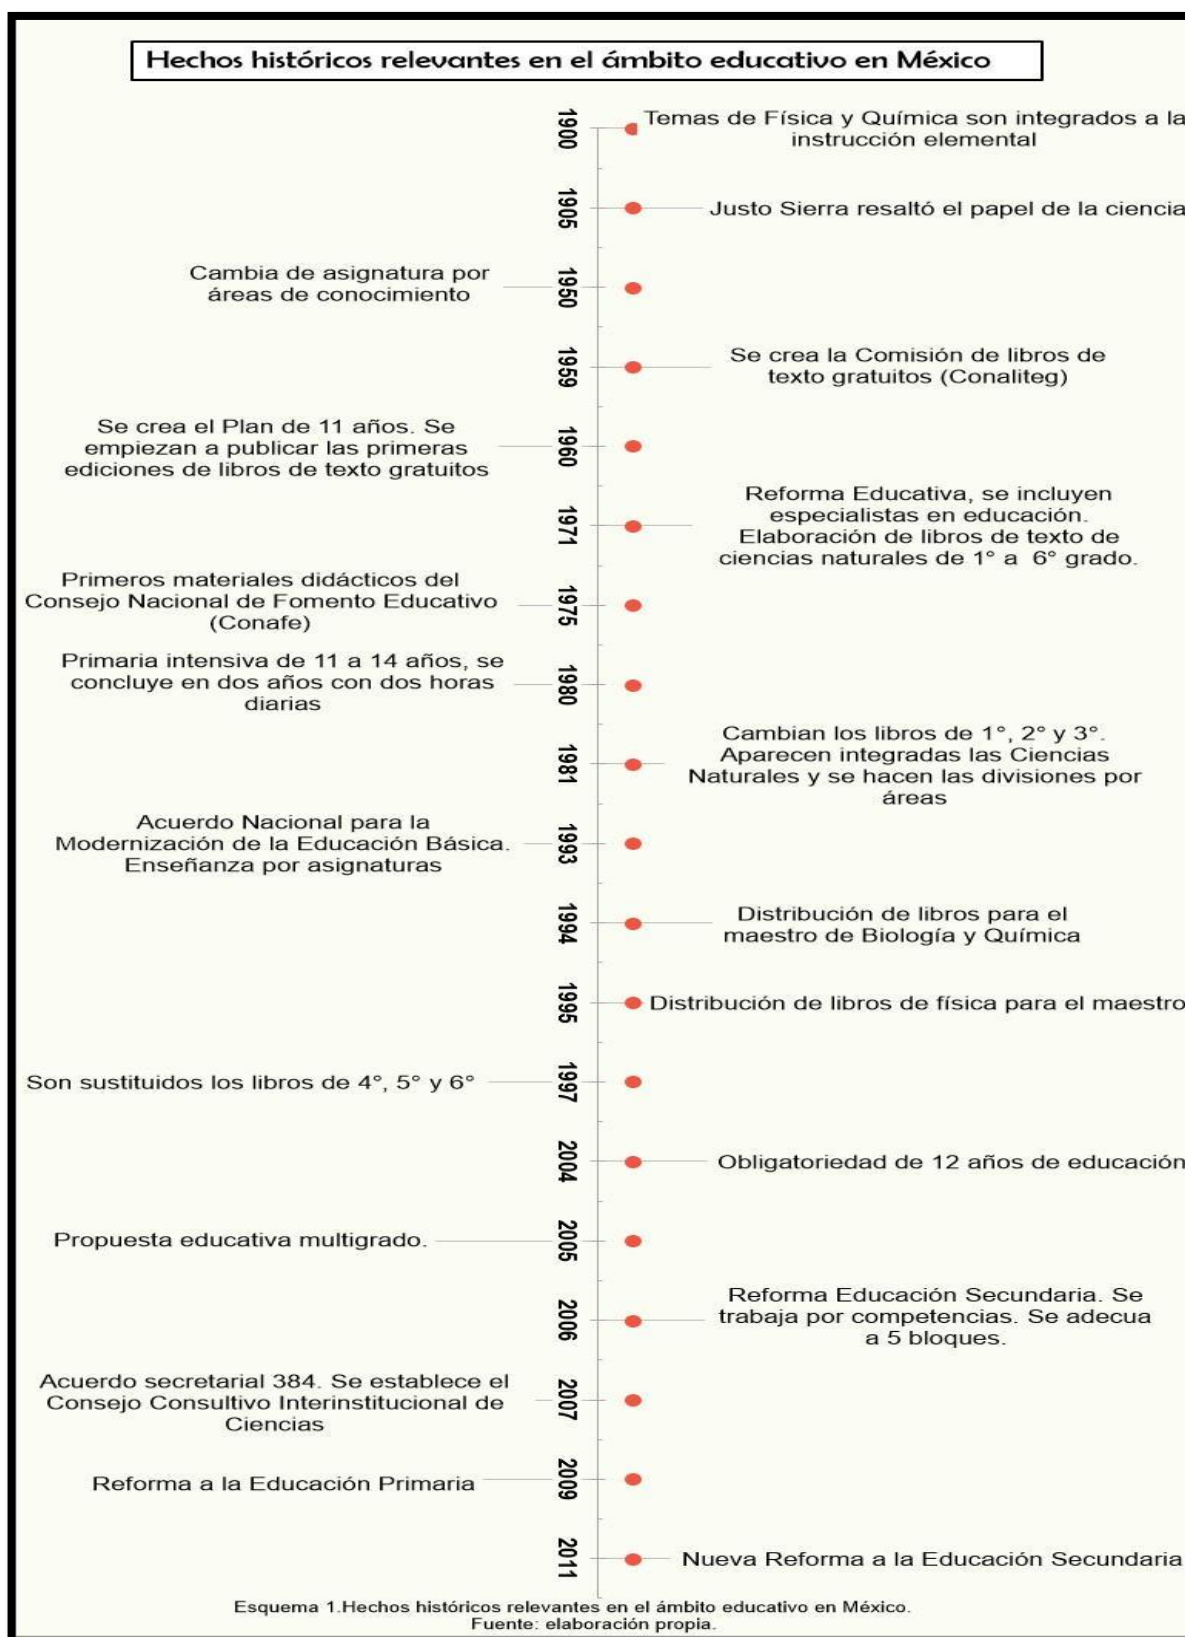 Hechos históricos relevantes en el ámbito educativo en México
1900
Temas de Física y Química son integrados a la
instrucción elemental
1905
Justo Sierra resaltó el papel de la ciencia
Cambia de asignatura por
áreas de conocimiento
1950
1959
Se crea la Comisión de libros de
texto gratuitos (Conaliteg)
Se crea el Plan de 11 años. Se
empiezan a publicar las primeras
ediciones de libros de texto gratuitos
1960
1971
Reforma Educativa, se incluyen
especialistas en educación.
Elaboración de libros de texto de
ciencias naturales de 1° a 6° grado.
Primeros materiales didácticos del
Consejo Nacional de Fomento Educativo
(Conafe)
1975
Primaria intensiva de 11 a 14 años, se
concluye en dos años con dos horas
diarias
1980
1981
Cambian los libros de 1°, 2° y 3°.
Aparecen integradas las Ciencias
Naturales y se hacen las divisiones por
áreas
Acuerdo Nacional para la
Modernización de la Educación Básica.
Enseñanza por asignaturas
1993
1994
Distribución de libros para el
maestro de Biología y Química
1995
Distribución de libros de física para el maestro
Son sustituidos los libros de 4°, 5° y 6°
1997
2004
Obligatoriedad de 12 años de educación
Propuesta educativa multigrado.
2005
2006
Reforma Educación Secundaria. Se
trabaja por competencias. Se adecua
a 5 bloques.
Acuerdo secretarial 384. Se establece el
Consejo Consultivo Interinstitucional de
Ciencias
2007
Reforma a la Educación Primaria
2009
2011
Nueva Reforma a la Educación Secundaria
Esquema 1.Hechos históricos relevantes en el ámbito educativo en México.
Fuente: elaboración propia.